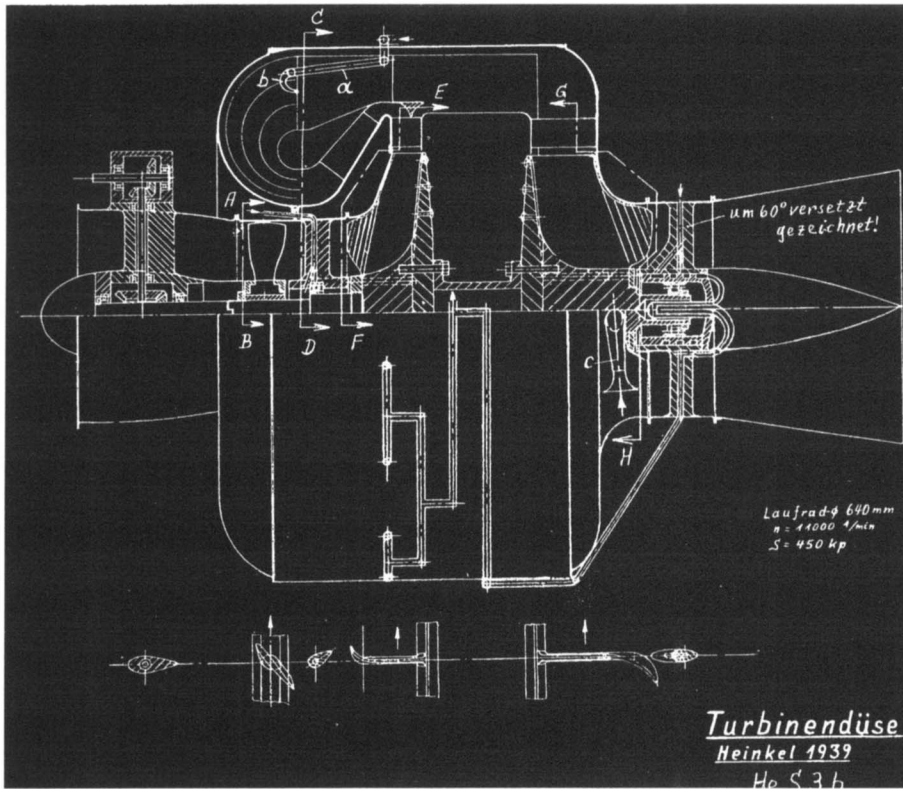 C
b
a
E
G
A
um 60° versetzt
gezeichnet!
B
D
F
c
H
Laufrad-φ 640 mm
n = 11000 1/min
S = 450 kp
Turbinendüse
Heinkel 1939
He S 3 b